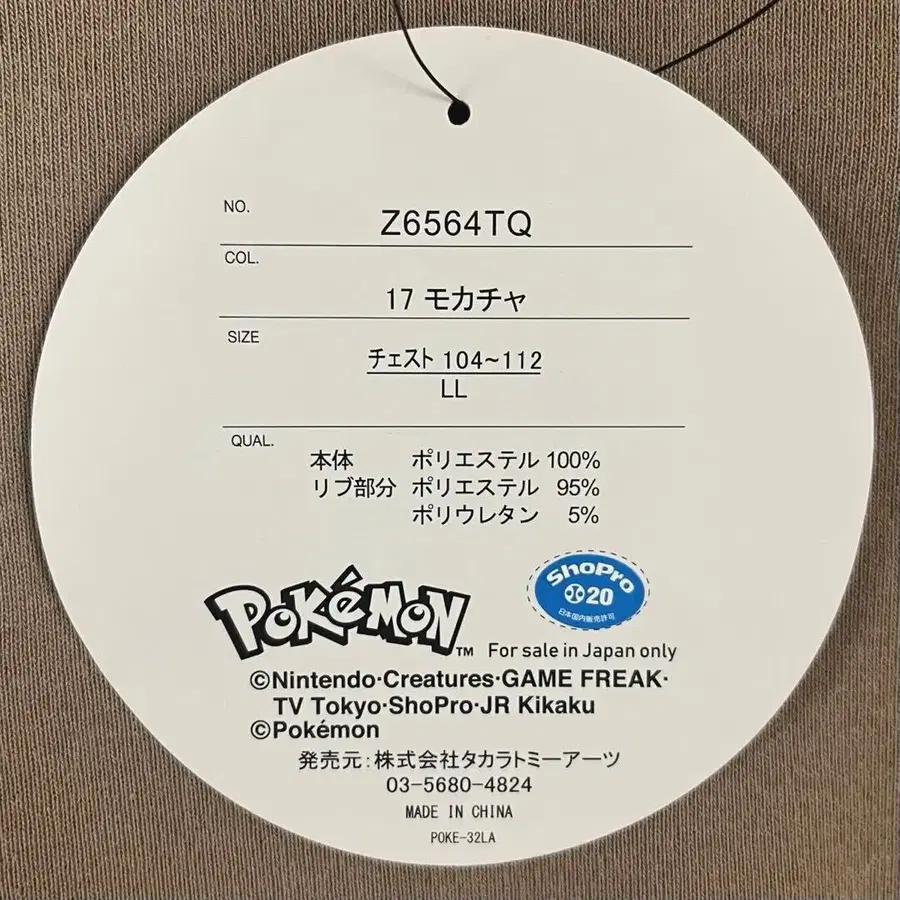 NO.
Z6564TQ
COL.
17 モカチャ
SIZE
チェスト 104~112
LL
QUAL.
本体 ポリエステル 100%
リブ部分 ポリエステル 95%
ポリウレタン 5%
ShoPro
20
日本国内販売許可
POKéMON TM
For sale in Japan only
©Nintendo·Creatures·GAME FREAK·
TV Tokyo·ShoPro·JR Kikaku
©Pokémon
発売元:株式会社タカラトミーアーツ
03-5680-4824
MADE IN CHINA
POKE-32LA